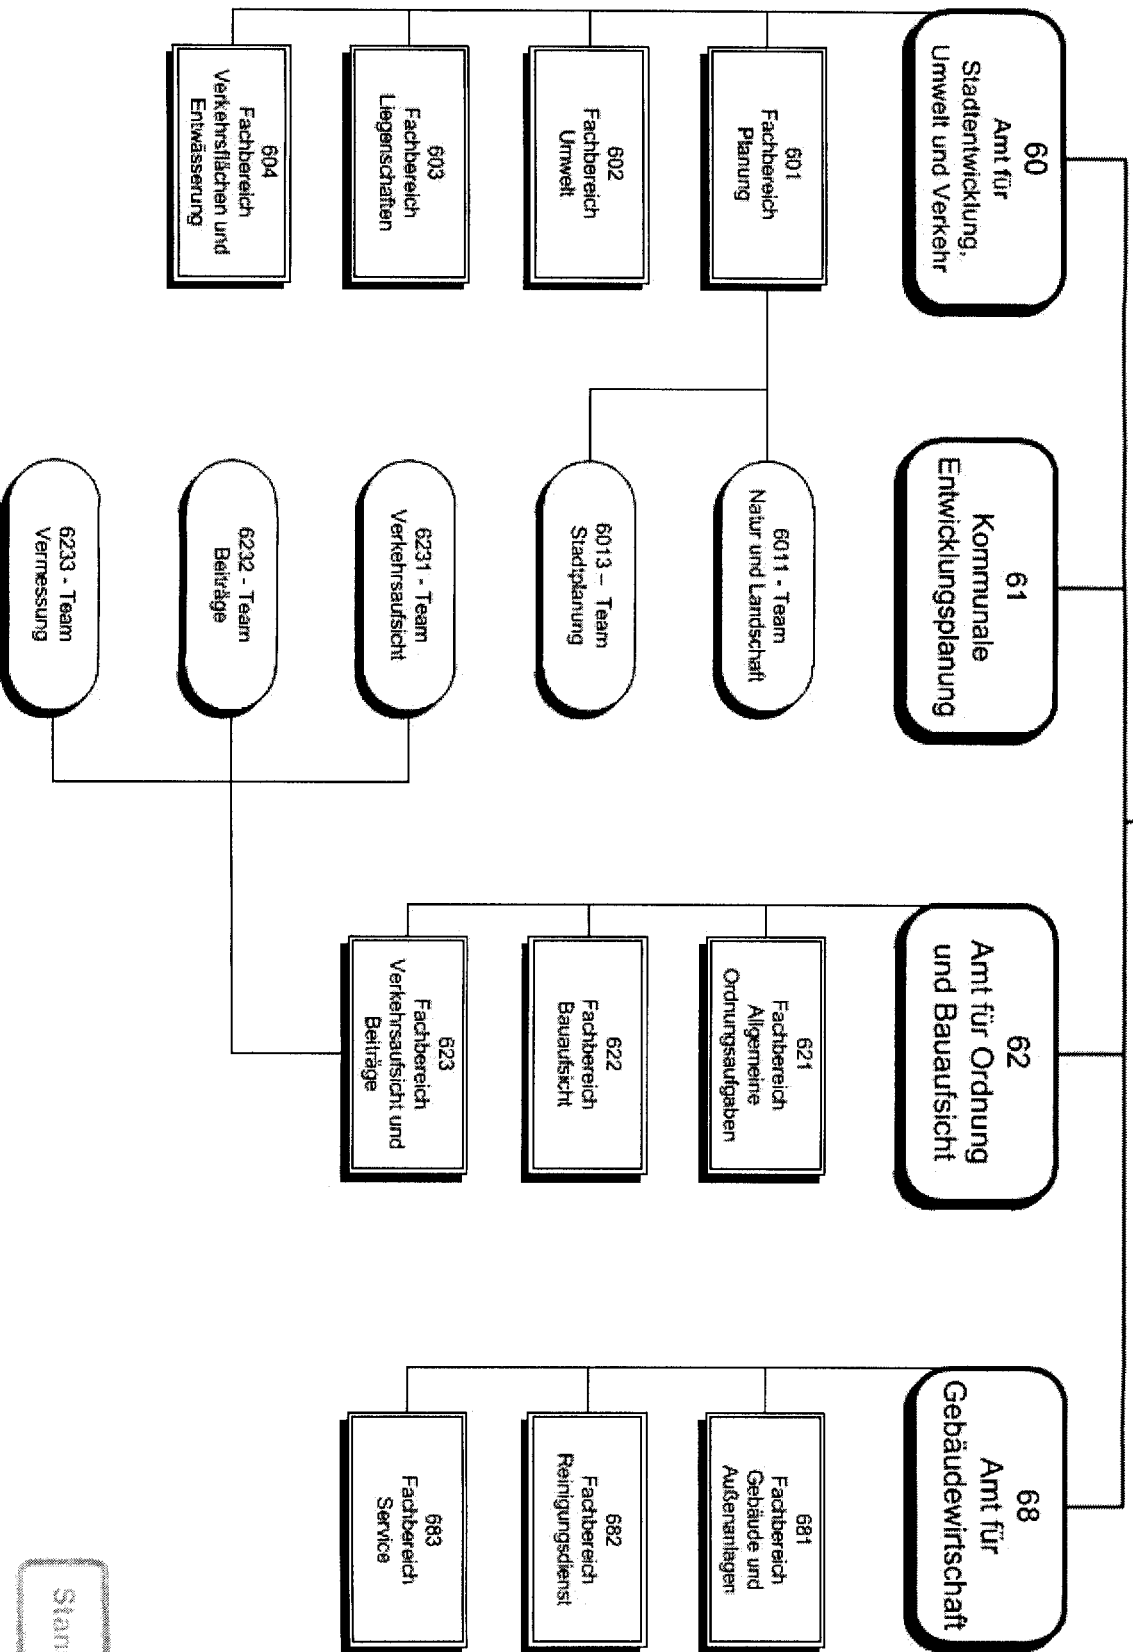 60
Amt für
Stadtentwicklung,
Umwelt und Verkehr
61
Kommunale
Entwicklungsplanung
62
Amt für Ordnung
und Bauaufsicht
68
Amt für
Gebäudewirtschaft
601
Fachbereich
Planung
6011 - Team
Natur und Landschaft
621
Fachbereich
Allgemeine
Ordnungsaufgaben
681
Fachbereich
Gebäude und
Außenanlagen
602
Fachbereich
Umwelt
6013 – Team
Stadtplanung
622
Fachbereich
Bauaufsicht
682
Fachbereich
Reinigungsdienst
603
Fachbereich
Liegenschaften
6231 - Team
Verkehrsaufsicht
623
Fachbereich
Verkehrsaufsicht und
Beiträge
683
Fachbereich
Service
604
Fachbereich
Verkehrsflächen und
Entwässerung
6232 - Team
Beiträge
6233 - Team
Vermessung